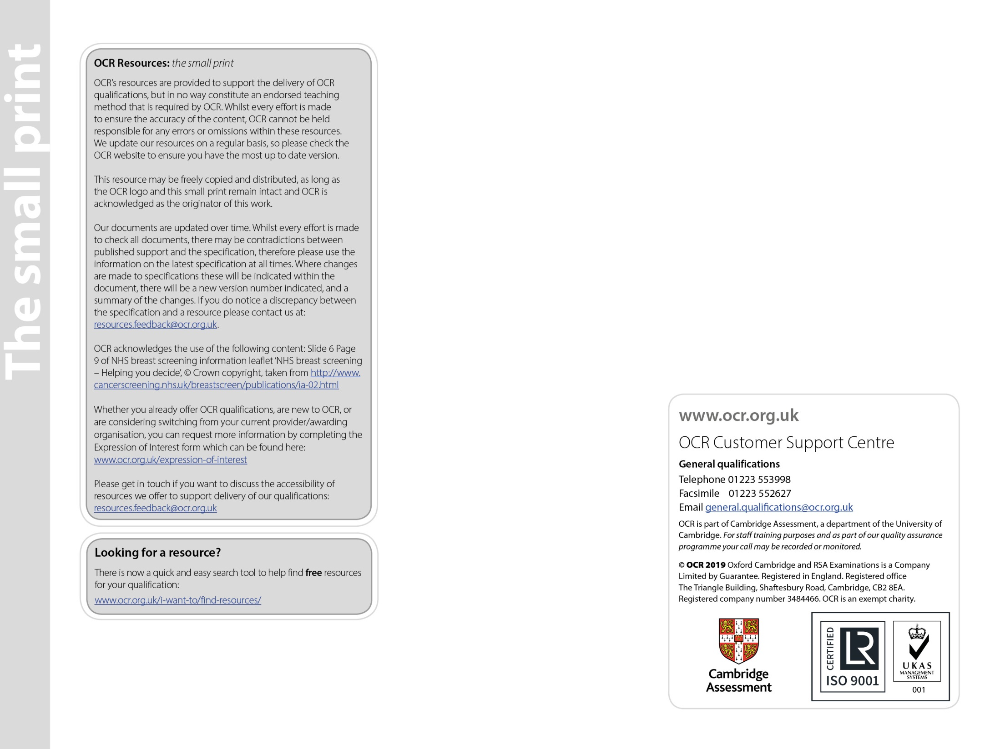 The small print
OCR Resources: the small print
OCR’s resources are provided to support the delivery of OCR
qualifications, but in no way constitute an endorsed teaching
method that is required by OCR. Whilst every effort is made
to ensure the accuracy of the content, OCR cannot be held
responsible for any errors or omissions within these resources.
We update our resources on a regular basis, so please check the
OCR website to ensure you have the most up to date version.
This resource may be freely copied and distributed, as long as
the OCR logo and this small print remain intact and OCR is
acknowledged as the originator of this work.
Our documents are updated over time. Whilst every effort is made
to check all documents, there may be contradictions between
published support and the specification, therefore please use the
information on the latest specification at all times. Where changes
are made to specifications these will be indicated within the
document, there will be a new version number indicated, and a
summary of the changes. If you do notice a discrepancy between
the specification and a resource please contact us at:
resources.feedback@ocr.org.uk.
OCR acknowledges the use of the following content: Slide 6 Page
9 of NHS breast screening information leaflet ‘NHS breast screening
– Helping you decide’, © Crown copyright, taken from http://www.
cancerscreening.nhs.uk/breastscreen/publications/ia-02.html
Whether you already offer OCR qualifications, are new to OCR, or
are considering switching from your current provider/awarding
organisation, you can request more information by completing the
Expression of Interest form which can be found here:
www.ocr.org.uk/expression-of-interest
Please get in touch if you want to discuss the accessibility of
resources we offer to support delivery of our qualifications:
resources.feedback@ocr.org.uk
Looking for a resource?
There is now a quick and easy search tool to help find free resources
for your qualification:
www.ocr.org.uk/i-want-to/find-resources/
www.ocr.org.uk
OCR Customer Support Centre
General qualifications
Telephone 01223 553998
Facsimile 01223 552627
Email general.qualifications@ocr.org.uk
OCR is part of Cambridge Assessment, a department of the University of
Cambridge. For staff training purposes and as part of our quality assurance
programme your call may be recorded or monitored.
© OCR 2019 Oxford Cambridge and RSA Examinations is a Company
Limited by Guarantee. Registered in England. Registered office
The Triangle Building, Shaftesbury Road, Cambridge, CB2 8EA.
Registered company number 3484466. OCR is an exempt charity.
Cambridge
Assessment
CERTIFIED
LR
ISO 9001
UKAS
MANAGEMENT
SYSTEMS
001